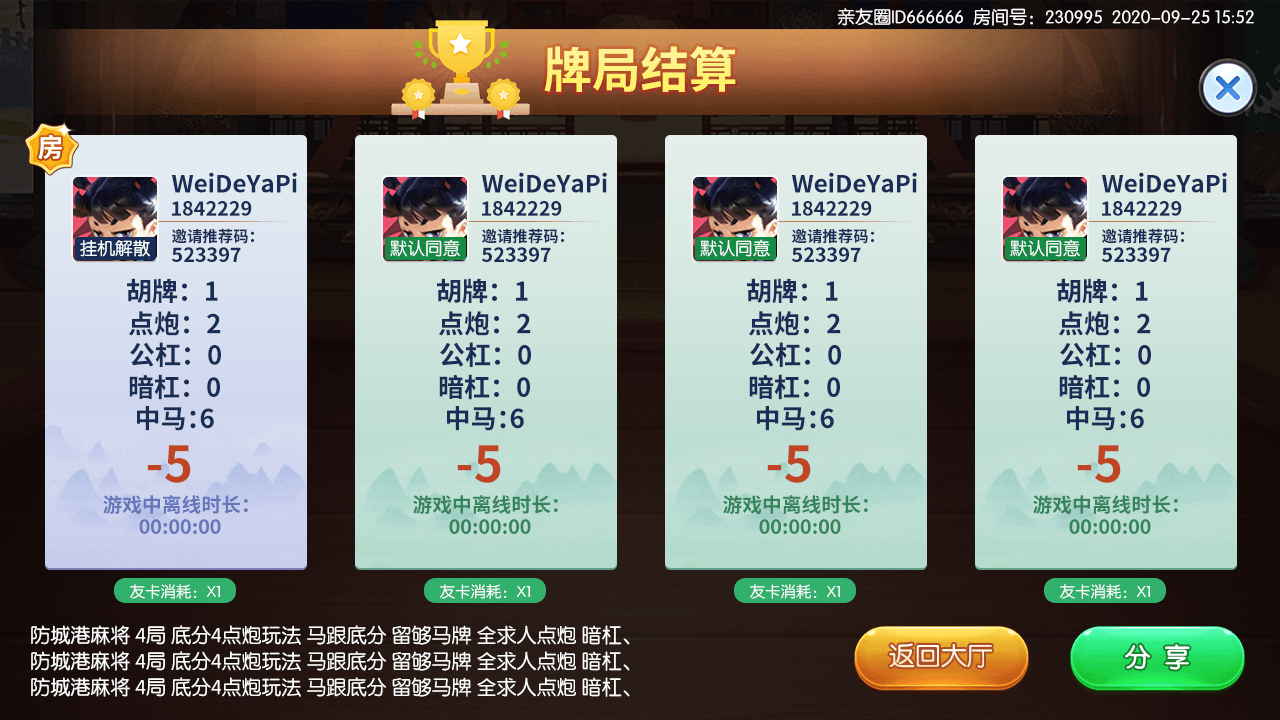 亲友圈ID666666 房间号：230995 2020-09-25 15:52
牌局结算
房
WeiDeYaPi
1842229
邀请推荐码：
523397
挂机解散
胡牌：1
点炮：2
公杠：0
暗杠：0
中马:6
-5
游戏中离线时长：
00:00:00
友卡消耗：X1
WeiDeYaPi
1842229
邀请推荐码：
523397
默认同意
胡牌：1
点炮：2
公杠：0
暗杠：0
中马:6
-5
游戏中离线时长：
00:00:00
友卡消耗：X1
WeiDeYaPi
1842229
邀请推荐码：
523397
默认同意
胡牌：1
点炮：2
公杠：0
暗杠：0
中马:6
-5
游戏中离线时长：
00:00:00
友卡消耗：X1
WeiDeYaPi
1842229
邀请推荐码：
523397
默认同意
胡牌：1
点炮：2
公杠：0
暗杠：0
中马:6
-5
游戏中离线时长：
00:00:00
友卡消耗：X1
防城港麻将 4局 底分4点炮玩法 马跟底分 留够马牌 全求人点炮 暗杠、
防城港麻将 4局 底分4点炮玩法 马跟底分 留够马牌 全求人点炮 暗杠、
防城港麻将 4局 底分4点炮玩法 马跟底分 留够马牌 全求人点炮 暗杠、
返回大厅
分 享